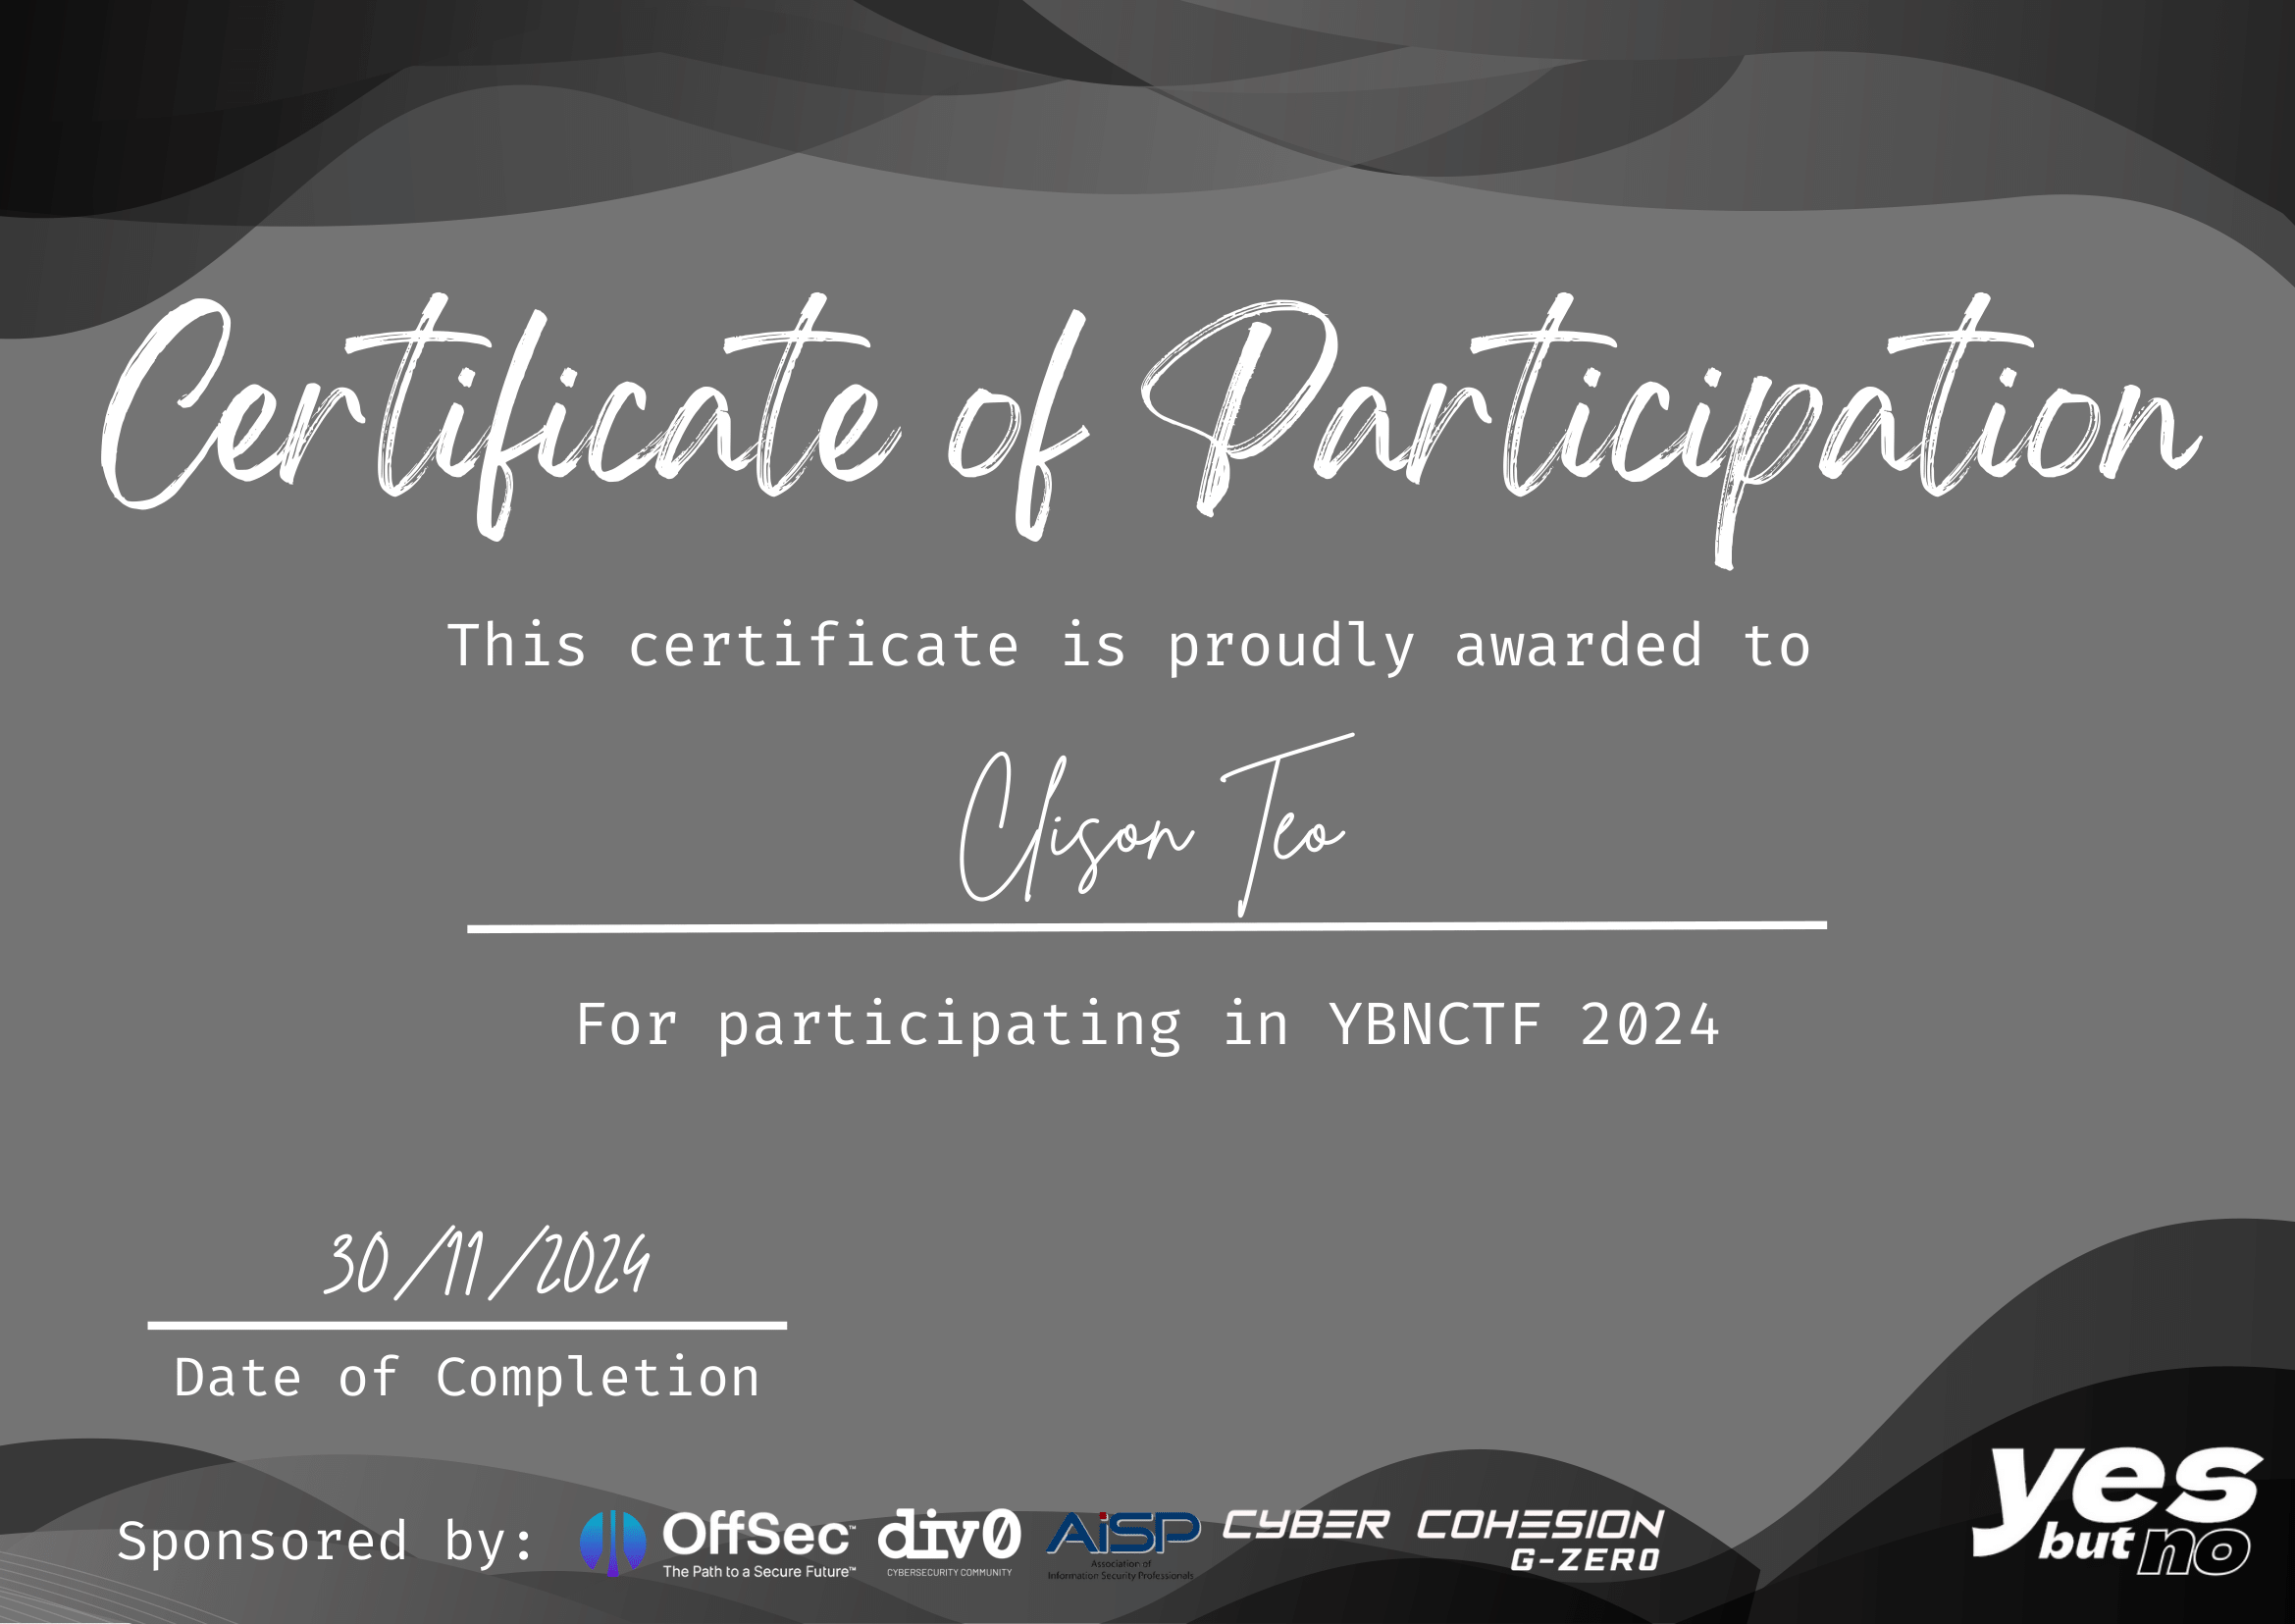 Certificate of Participation
This certificate is proudly awarded to
Clison Teo
For participating in YBNCTF 2024
30/11/2024
Date of Completion
Sponsored by:
OffSec™
The Path to a Secure Future™
div0
CYBERSECURITY COMMUNITY
AiSP
Association of
Information Security Professionals
CYBER COHESION
G-ZERO
yes
but no